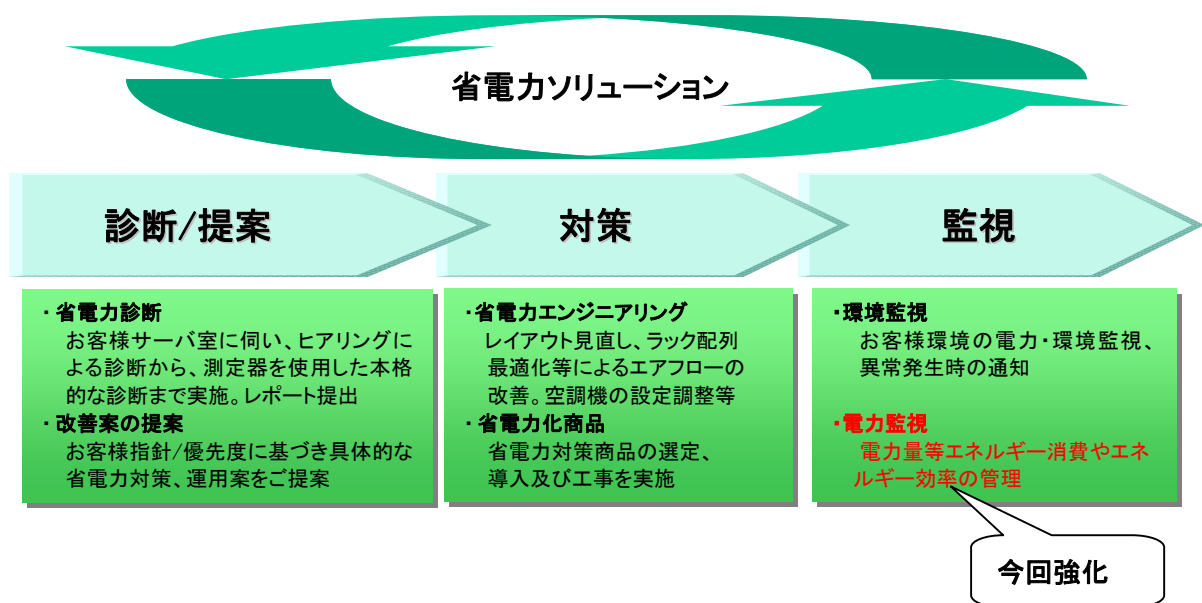 省電力ソリューション
診断/提案
対策
監視
・省電力診断
お客様サーバ室に伺い、ヒアリングに
よる診断から、測定器を使用した本格
的な診断まで実施。レポート提出
・改善案の提案
お客様指針/優先度に基づき具体的な
省電力対策、運用案をご提案
・省電力エンジニアリング
レイアウト見直し、ラック配列
最適化等によるエアフローの
改善。空調機の設定調整等
・省電力化商品
省電力対策商品の選定、
導入及び工事を実施
・環境監視
お客様環境の電力・環境監視、
異常発生時の通知
・電力監視
電力量等エネルギー消費やエネ
ルギー効率の管理
今回強化